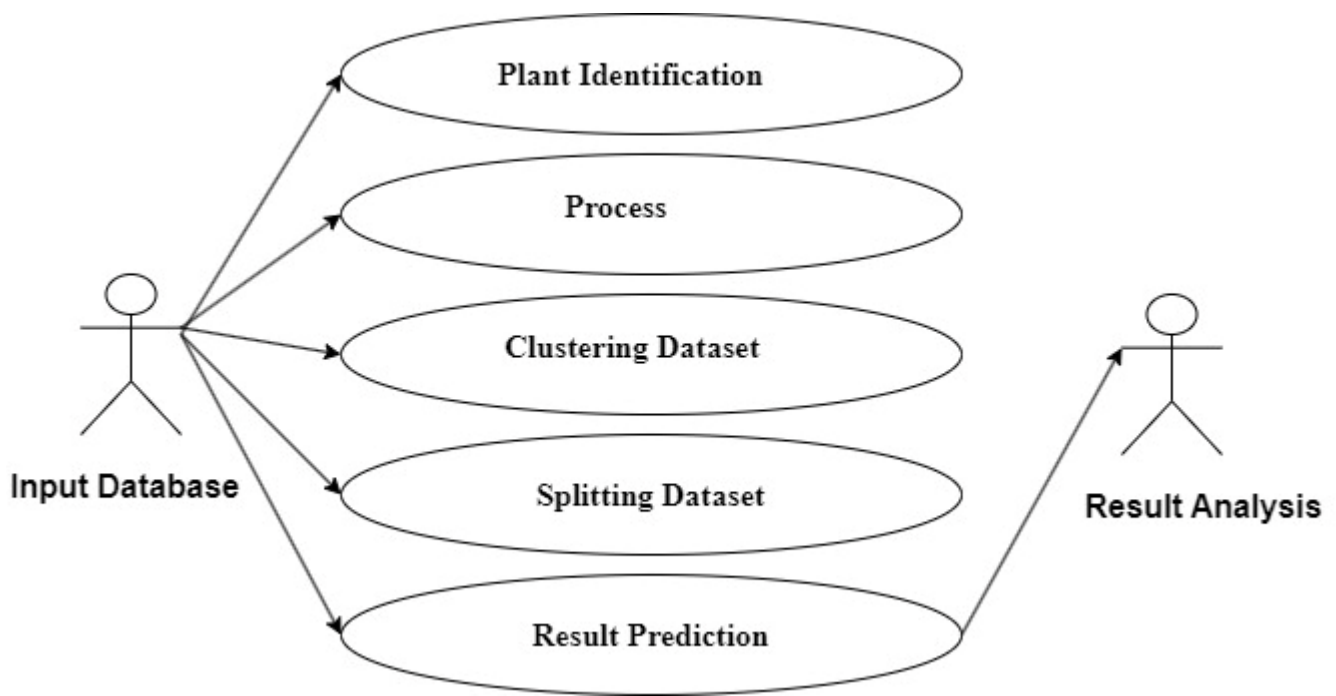 Plant Identification
Process
Clustering Dataset
Input Database
Splitting Dataset
Result Analysis
Result Prediction